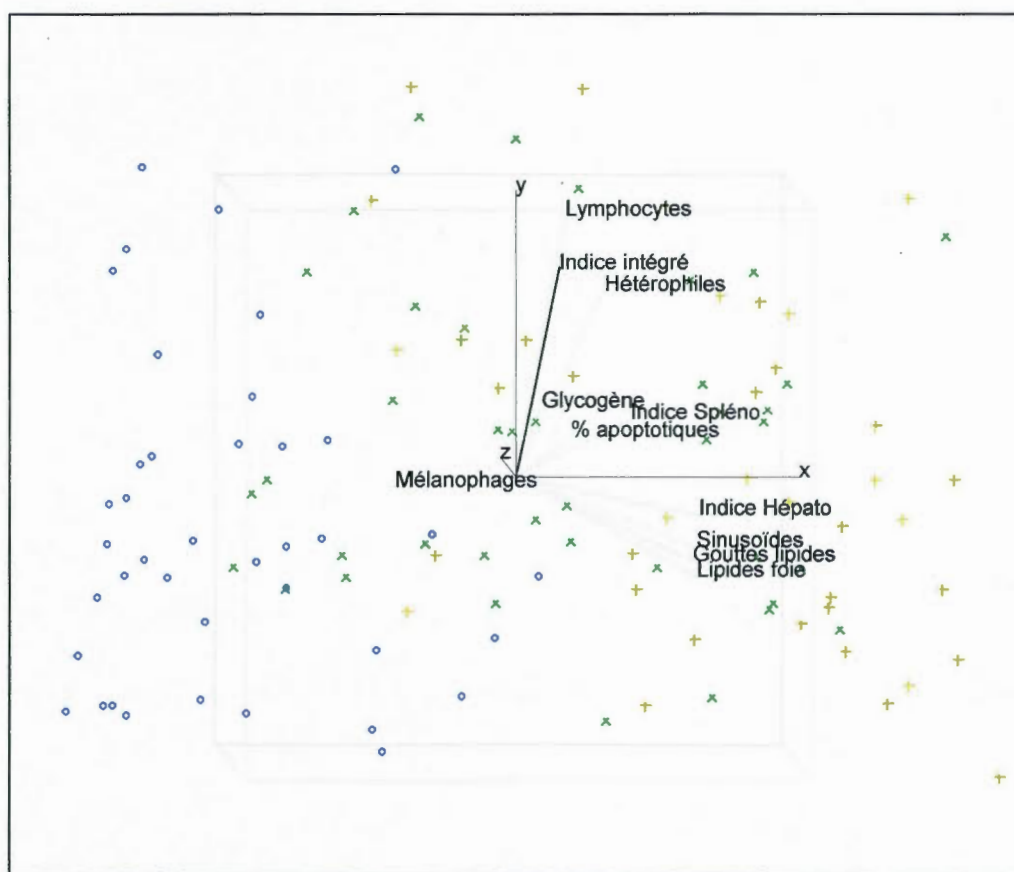 y
Lymphocytes
Indice intégré
Hétérophiles
Glycogène
Indice Spléno
% apoptotiques
z
Mélanophages
x
Indice Hépato
Sinusoïdes
Gouttes lipides
Lipides foie